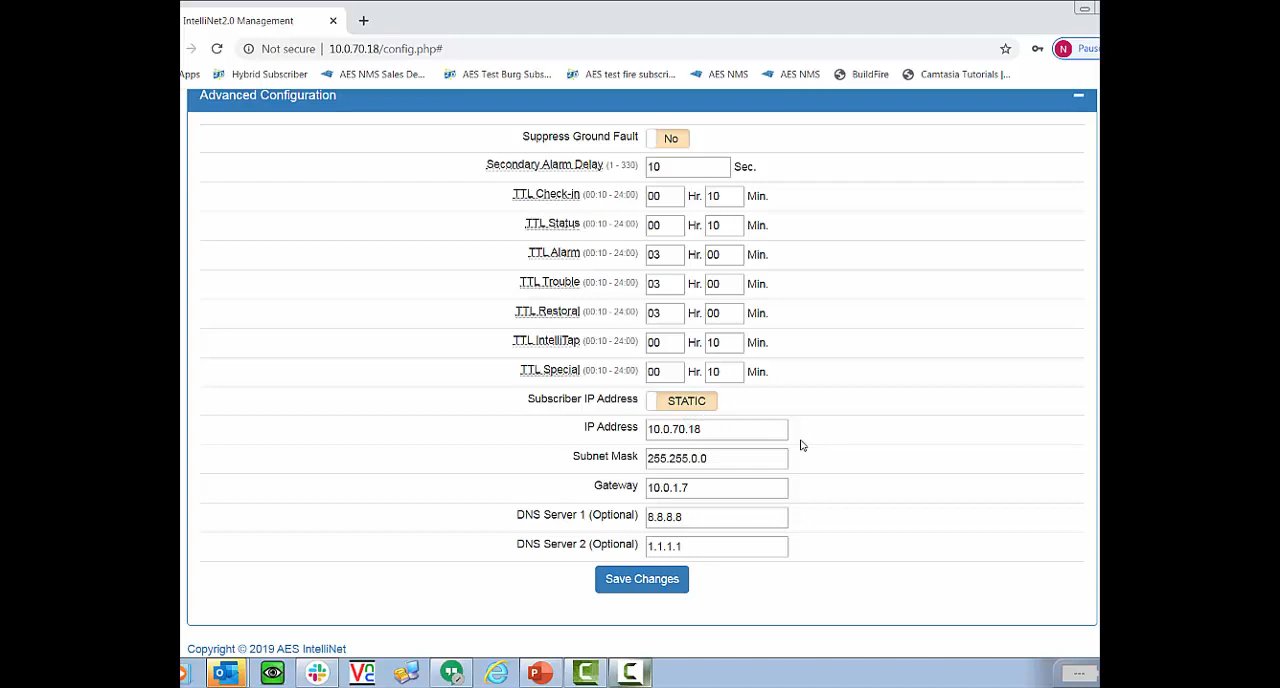 IntelliNet2.0 Management
Not secure | 10.0.70.18/config.php#
N Paus
Apps Hybrid Subscriber AES NMS Sales De... AES Test Burg Subs... AES test fire subscri... AES NMS AES NMS BuildFire Camtasia Tutorials |...
Advanced Configuration
Suppress Ground Fault No
Secondary Alarm Delay (1 - 330) 10 Sec.
TTL Check-in (00:10 - 24:00) 00 Hr. 10 Min.
TTL Status (00:10 - 24:00) 00 Hr. 10 Min.
TTL Alarm (00:10 - 24:00) 03 Hr. 00 Min.
TTL Trouble (00:10 - 24:00) 03 Hr. 00 Min.
TTL Restoral (00:10 - 24:00) 03 Hr. 00 Min.
TTL IntelliTap (00:10 - 24:00) 00 Hr. 10 Min.
TTL Special (00:10 - 24:00) 00 Hr. 10 Min.
Subscriber IP Address STATIC
IP Address 10.0.70.18
Subnet Mask 255.255.0.0
Gateway 10.0.1.7
DNS Server 1 (Optional) 8.8.8.8
DNS Server 2 (Optional) 1.1.1.1
Save Changes
Copyright © 2019 AES IntelliNet